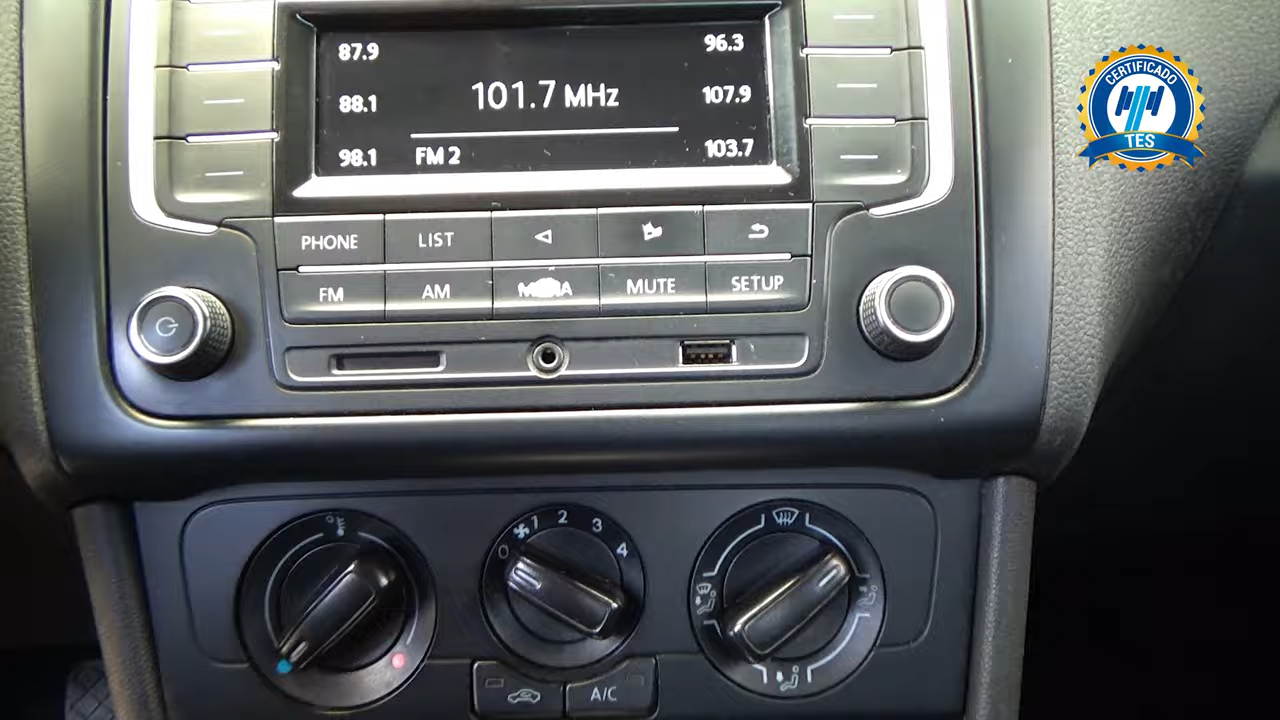 87.9
96.3
101.7 MHz
88.1
107.9
98.1
FM 2
103.7
PHONE
LIST
FM
AM
MUTE
SETUP
0
1
2
3
4
A/C
CERTIFICADO
TES